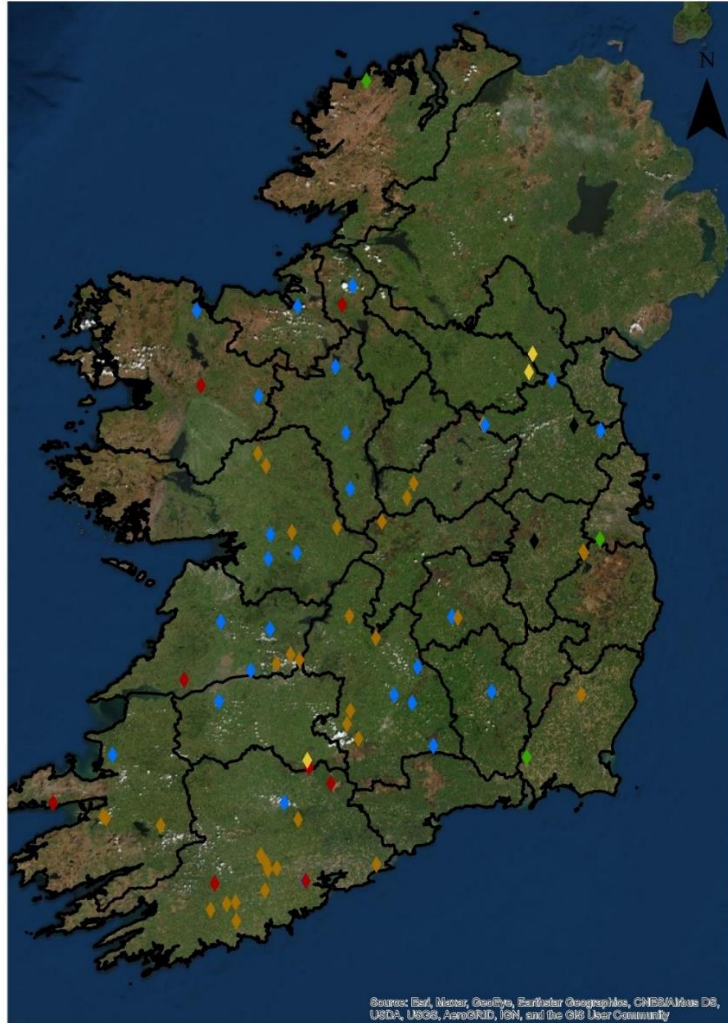 N
Source: Esri, Maxar, GeoEye, Earthstar Geographics, CNES/Airbus DS,
USDA, USGS, AeroGRID, IGN, and the GIS User Community